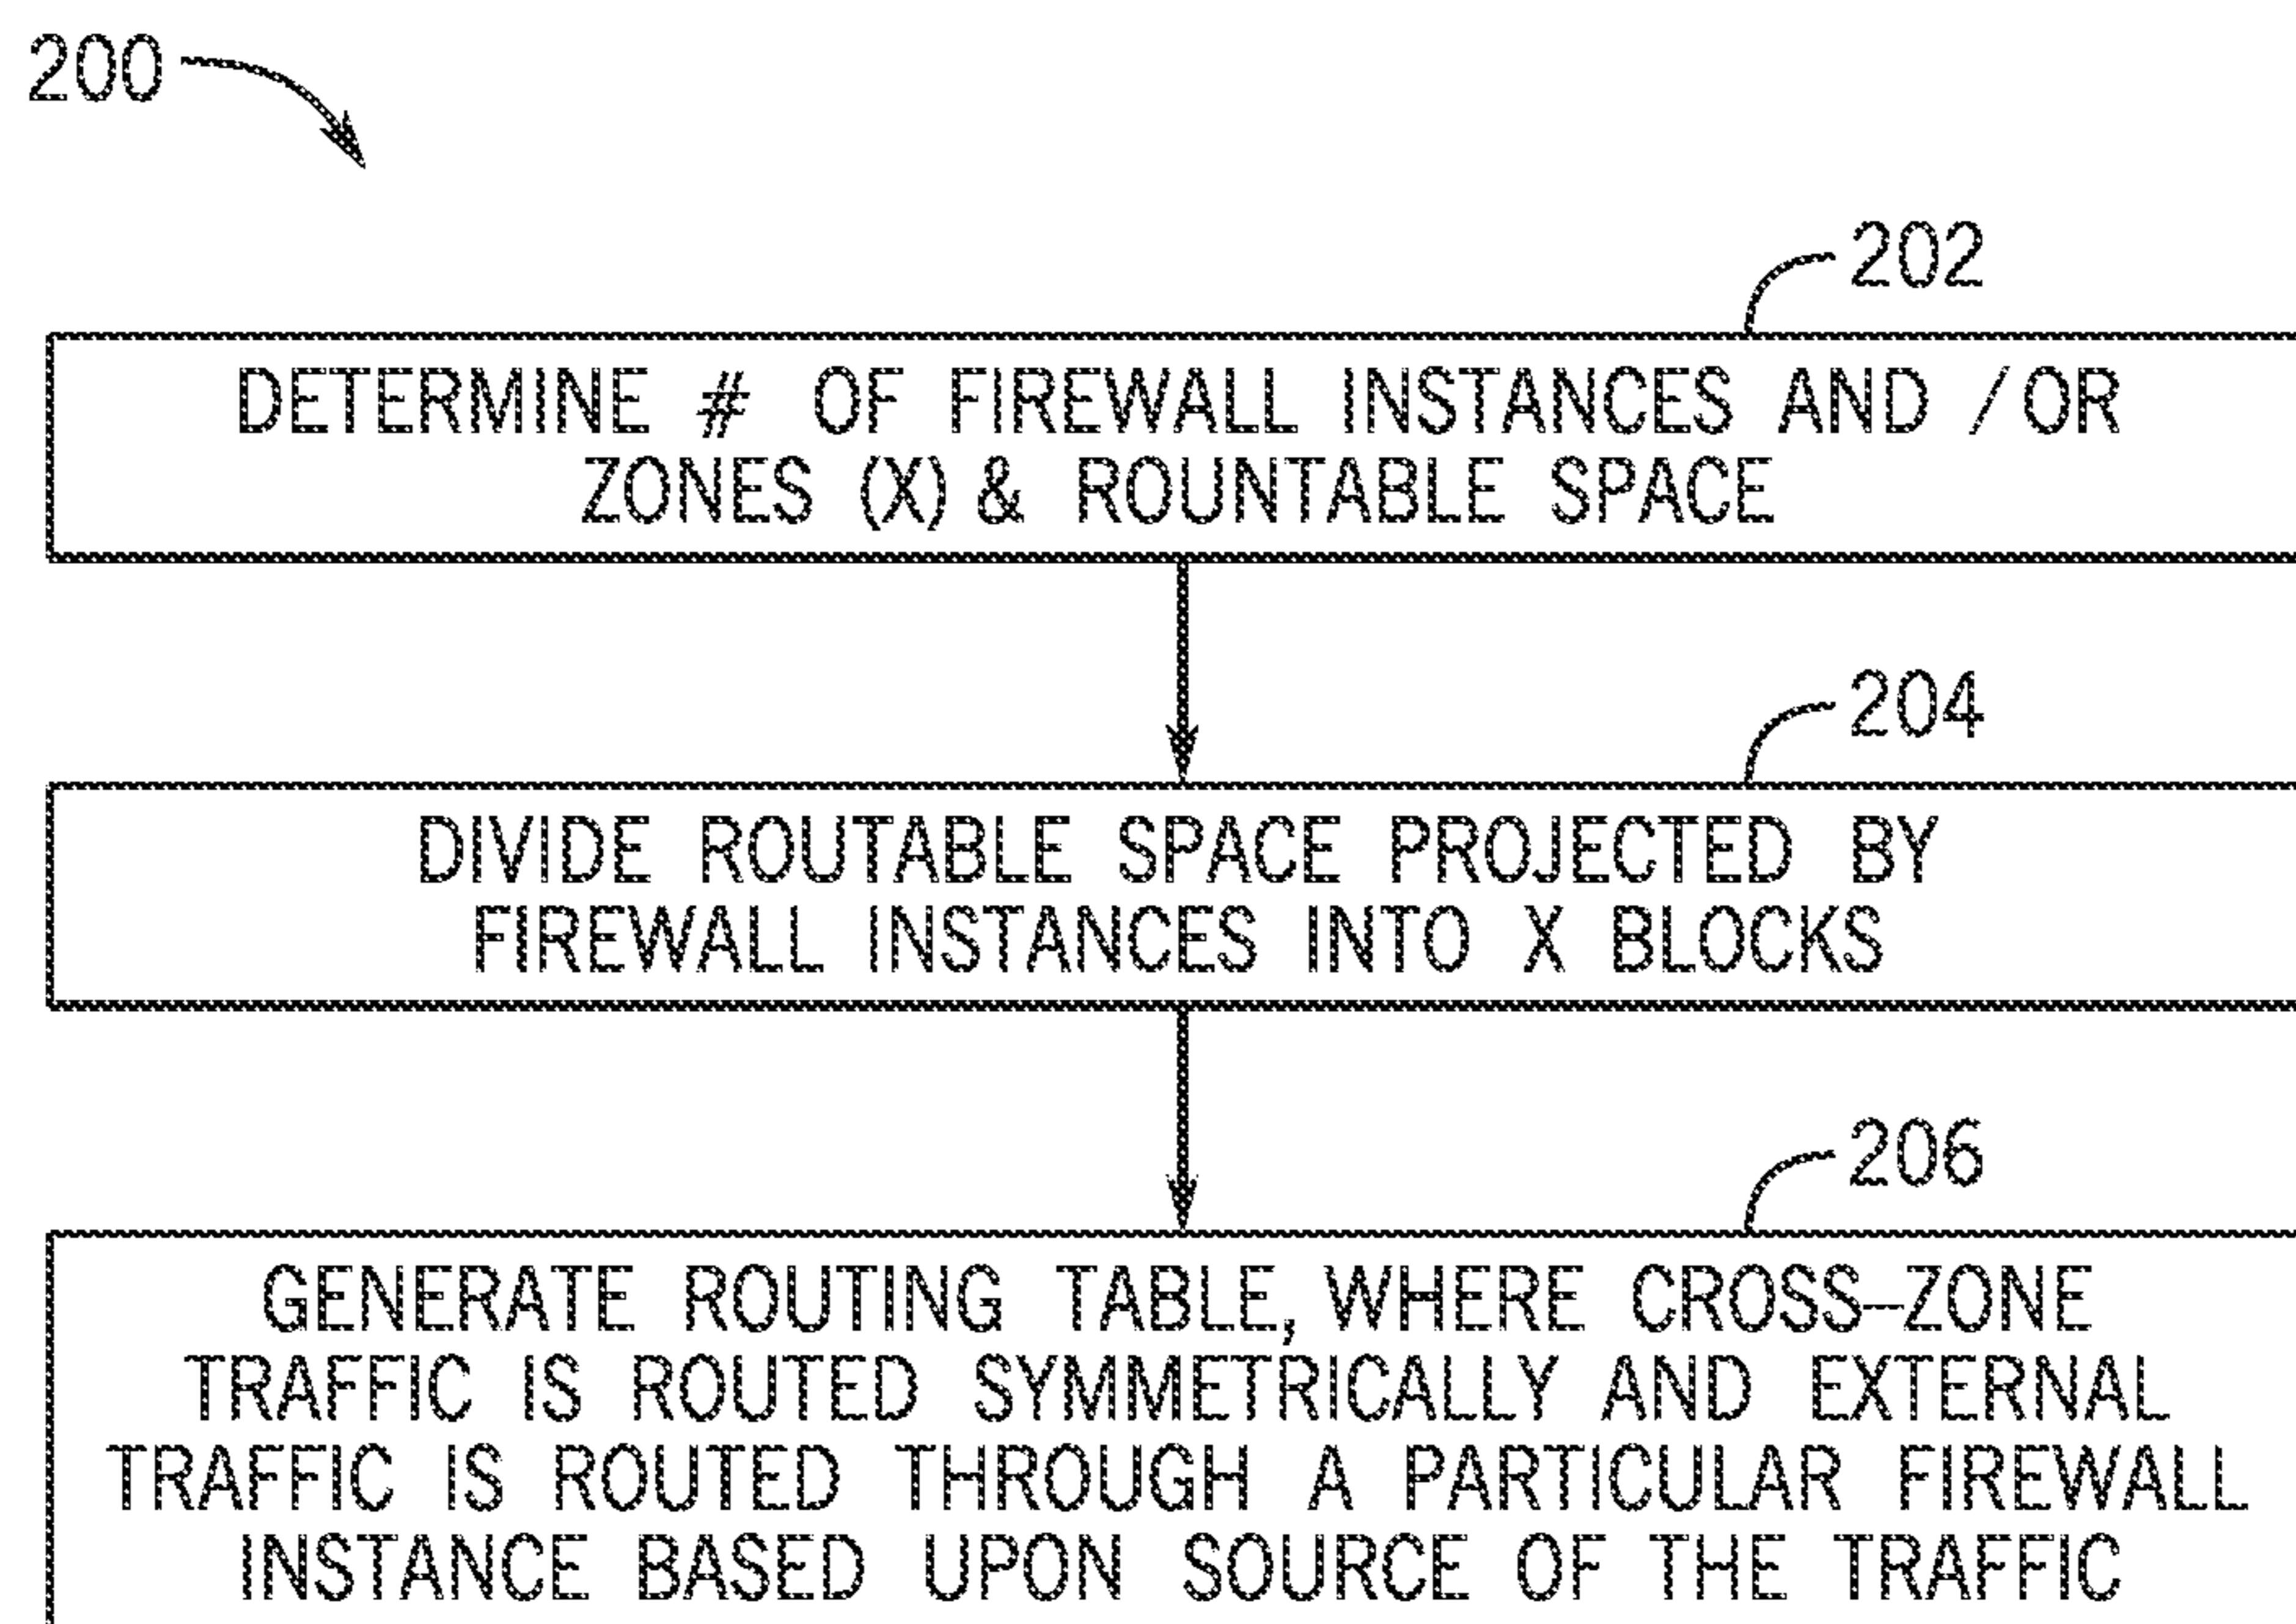 200
202
DETERMINE # OF FIREWALL INSTANCES AND /OR
ZONES (X) & ROUNTABLE SPACE
204
DIVIDE ROUTABLE SPACE PROJECTED BY
FIREWALL INSTANCES INTO X BLOCKS
206
GENERATE ROUTING TABLE, WHERE CROSS-ZONE
TRAFFIC IS ROUTED SYMMETRICALLY AND EXTERNAL
TRAFFIC IS ROUTED THROUGH A PARTICULAR FIREWALL
INSTANCE BASED UPON SOURCE OF THE TRAFFIC